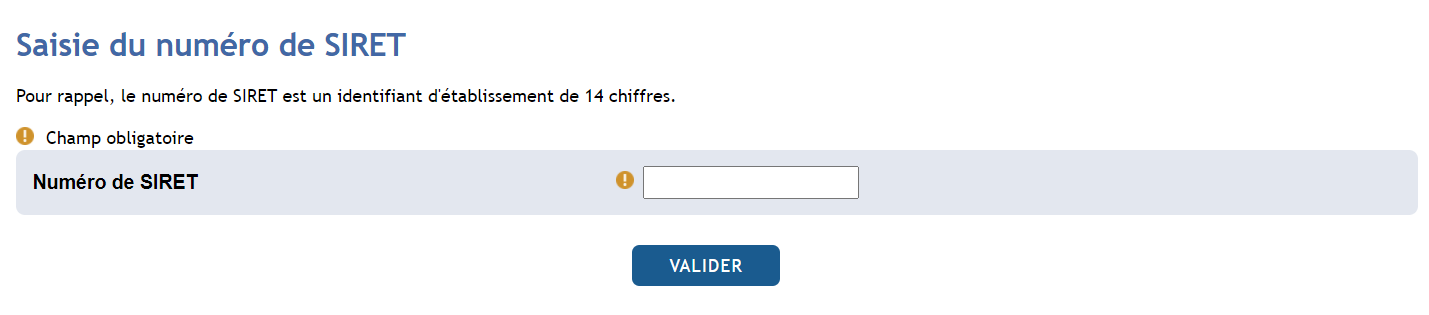 Saisie du numéro de SIRET
Pour rappel, le numéro de SIRET est un identifiant d'établissement de 14 chiffres.
Champ obligatoire
Numéro de SIRET
VALIDER